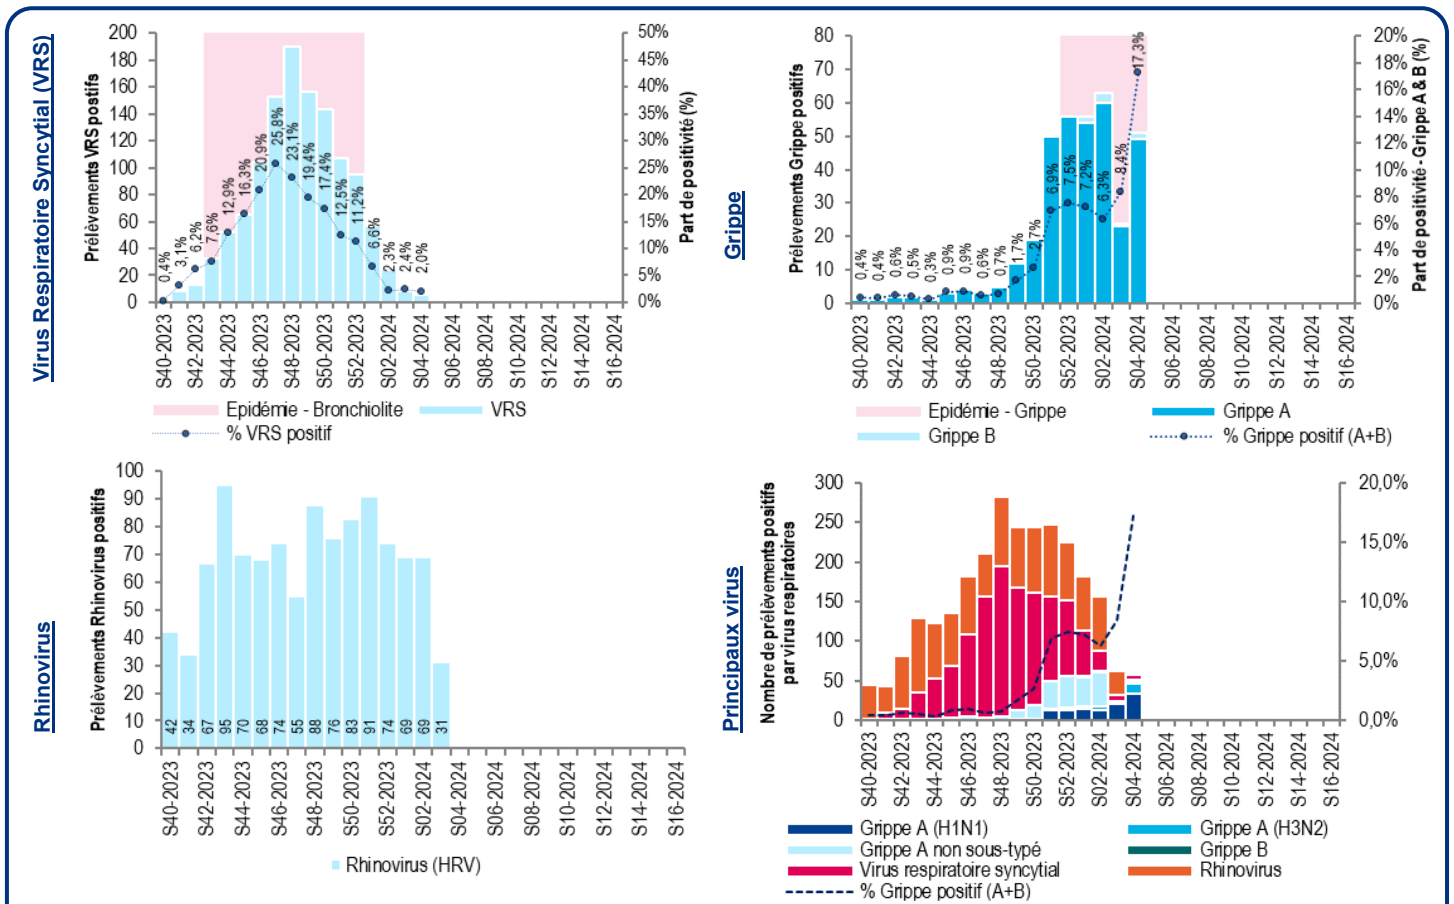 Virus Respiratoire Syncytial (VRS)
Prélèvements VRS postifs
200
180
160
140
120
100
80
60
40
20
0
0,4%
3,1%
6,2%
7,6%
12,9%
16,3%
20,9%
25,8%
23,1%
19,4%
17,4%
12,5%
11,2%
6,6%
2,3%
2,4%
2,0%
50%
45%
40%
35%
30%
25%
20%
15%
10%
5%
0%
Part de positivité (%)
S40-2023
S42-2023
S44-2023
S46-2023
S48-2023
S50-2023
S52-2023
S02-2024
S04-2024
S06-2024
S08-2024
S10-2024
S12-2024
S14-2024
S16-2024
Epidémie - Bronchiolite
VRS
% VRS positif
Grippe
Prélevements Grippe positifs
80
70
60
50
40
30
20
10
0
0,4%
0,4%
0,6%
0,5%
0,3%
0,9%
0,9%
0,6%
0,7%
1,7%
2,7%
6,9%
7,5%
7,2%
6,3%
8,4%
17,3%
20%
18%
16%
14%
12%
10%
8%
6%
4%
2%
0%
Part de positivité - Grippe A & B (%)
S40-2023
S42-2023
S44-2023
S46-2023
S48-2023
S50-2023
S52-2023
S02-2024
S04-2024
S06-2024
S08-2024
S10-2024
S12-2024
S14-2024
S16-2024
Epidémie - Grippe
Grippe A
Grippe B
% Grippe positif (A+B)
Rhinovirus
Prélévements Rhinovirus positifs
100
90
80
70
60
50
40
30
20
10
0
42
34
67
95
70
68
74
55
88
76
83
91
74
69
69
31
S40-2023
S42-2023
S44-2023
S46-2023
S48-2023
S50-2023
S52-2023
S02-2024
S04-2024
S06-2024
S08-2024
S10-2024
S12-2024
S14-2024
S16-2024
Rhinovirus (HRV)
Principaux virus
Nombre de prélèvements positifs
par virus respiratoires
300
250
200
150
100
50
0
20,0%
15,0%
10,0%
5,0%
0,0%
S40-2023
S42-2023
S44-2023
S46-2023
S48-2023
S50-2023
S52-2023
S02-2024
S04-2024
S06-2024
S08-2024
S10-2024
S12-2024
S14-2024
S16-2024
Grippe A (H1N1)
Grippe A (H3N2)
Grippe A non sous-typé
Grippe B
Virus respiratoire syncytial
Rhinovirus
% Grippe positif (A+B)